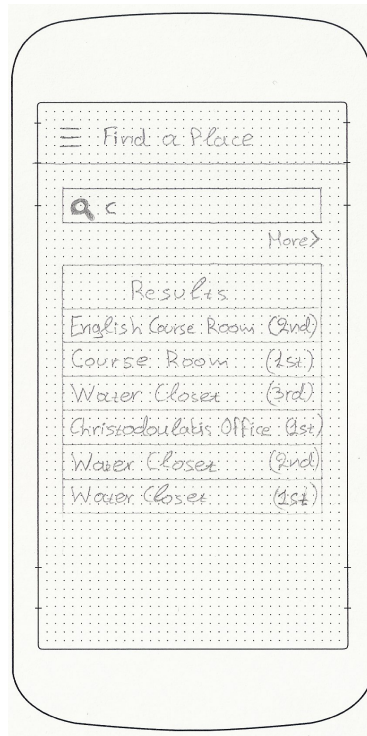 Find a Place
c
More>
Results
English Course Room (2nd)
Course Room (1st)
Water Closet (3rd)
Christodoulakis Office (1st)
Water Closet (2nd)
Water Closet (1st)